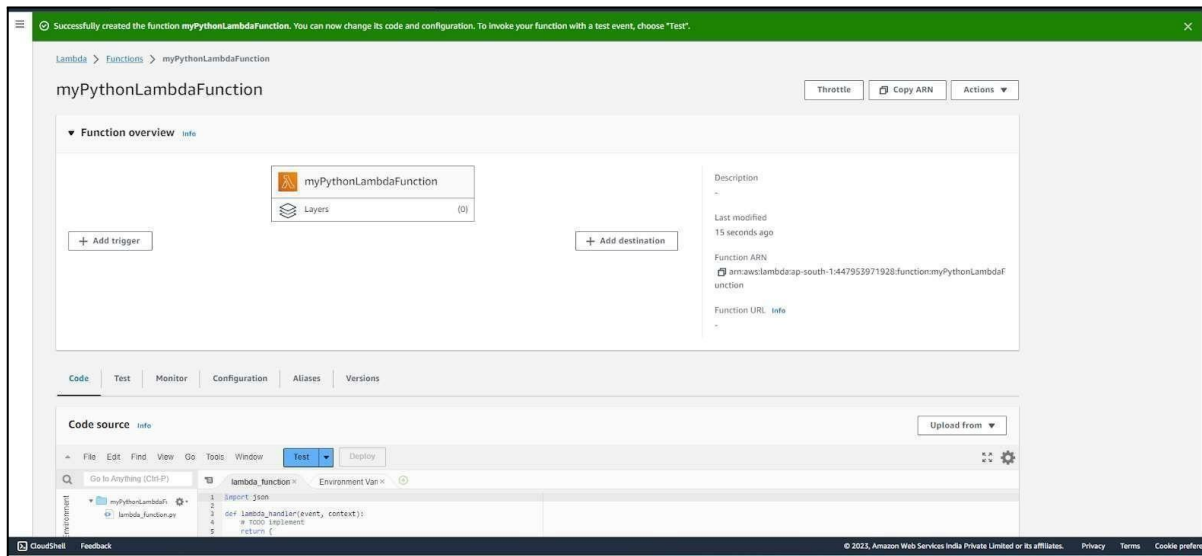 Successfully created the function myPythonLambdaFunction. You can now change its code and configuration. To invoke your function with a test event, choose "Test".
Lambda > Functions > myPythonLambdaFunction
myPythonLambdaFunction
Throttle Copy ARN Actions
Function overview Info
myPythonLambdaFunction
Layers (0)
+ Add trigger
+ Add destination
Description
-
Last modified
15 seconds ago
Function ARN
arn:aws:lambda:ap-south-1:447953971928:function:myPythonLambdaF
unction
Function URL Info
-
Code Test Monitor Configuration Aliases Versions
Code source Info
Upload from
File Edit Find View Go Tools Window Test Deploy
Go to Anything (Ctrl-P)
lambda_function × Environment Var ×
Environment
myPythonLambdaF
lambda_function.py
1 import json
2
3 def lambda_handler(event, context):
4 # TODO implement
5 return {
CloudShell Feedback © 2023, Amazon Web Services India Private Limited or its affiliates. Privacy Terms Cookie prefere